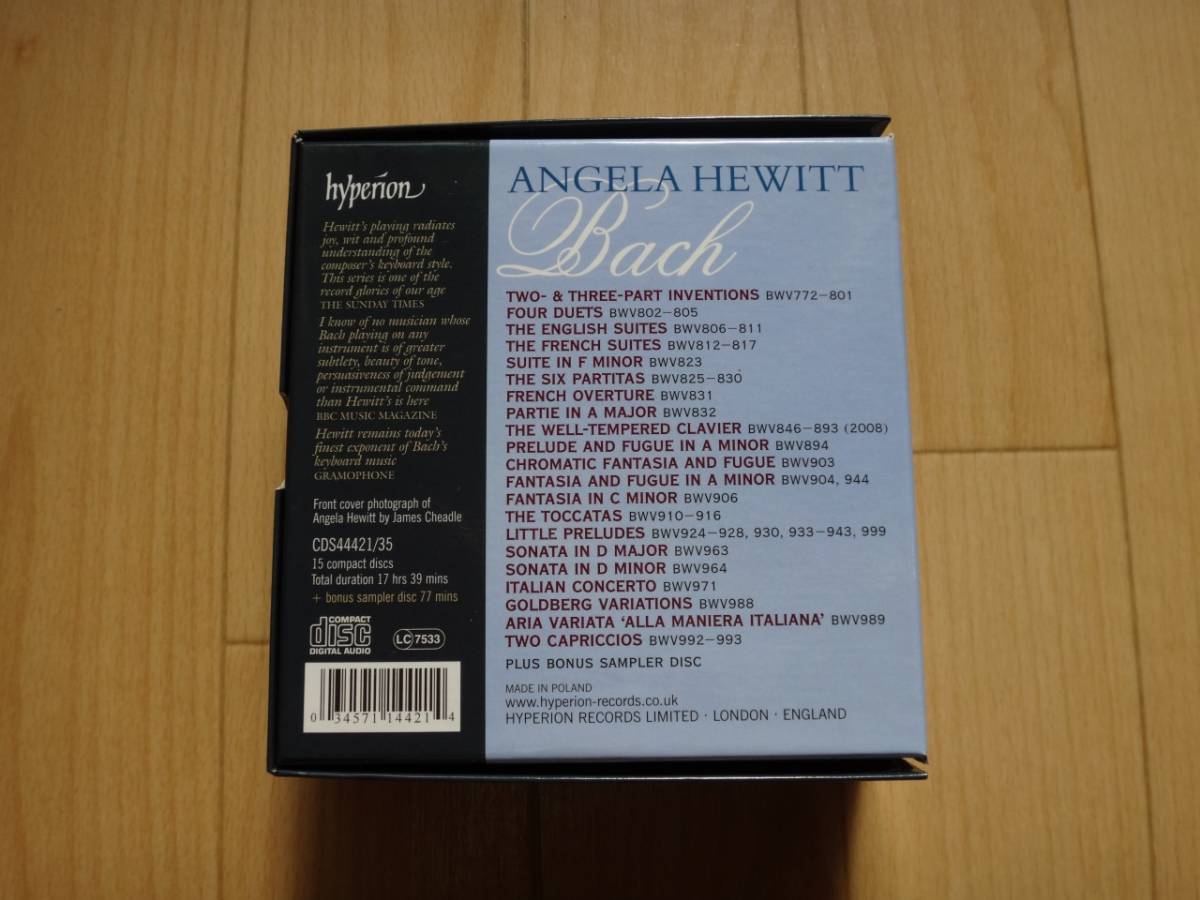 hyperion
Hewitt's playing radiates
joy, wit and profound
understanding of the
composer's keyboard style.
This series is one of the
record glories of our age
THE SUNDAY TIMES
I know of no musician whose
Bach playing on any
instrument is of greater
subtlety, beauty of tone,
persuasiveness of judgement
or instrumental command
than Hewitt's is here
BBC MUSIC MAGAZINE
Hewitt remains today's
finest exponent of Bach's
keyboard music
GRAMOPHONE
Front cover photograph of
Angela Hewitt by James Cheadle
CDS44421/35
15 compact discs
Total duration 17 hrs 39 mins
+ bonus sampler disc 77 mins
COMPACT
disc
DIGITAL AUDIO
LC 7533
0 34571 14421 4
ANGELA HEWITT
Bach
TWO- & THREE-PART INVENTIONS BWV772–801
FOUR DUETS BWV802–805
THE ENGLISH SUITES BWV806–811
THE FRENCH SUITES BWV812–817
SUITE IN F MINOR BWV823
THE SIX PARTITAS BWV825–830
FRENCH OVERTURE BWV831
PARTIE IN A MAJOR BWV832
THE WELL-TEMPERED CLAVIER BWV846–893 (2008)
PRELUDE AND FUGUE IN A MINOR BWV894
CHROMATIC FANTASIA AND FUGUE BWV903
FANTASIA AND FUGUE IN A MINOR BWV904, 944
FANTASIA IN C MINOR BWV906
THE TOCCATAS BWV910–916
LITTLE PRELUDES BWV924–928, 930, 933–943, 999
SONATA IN D MAJOR BWV963
SONATA IN D MINOR BWV964
ITALIAN CONCERTO BWV971
GOLDBERG VARIATIONS BWV988
ARIA VARIATA 'ALLA MANIERA ITALIANA' BWV989
TWO CAPRICCIOS BWV992–993
PLUS BONUS SAMPLER DISC
MADE IN POLAND
www.hyperion-records.co.uk
HYPERION RECORDS LIMITED · LONDON · ENGLAND